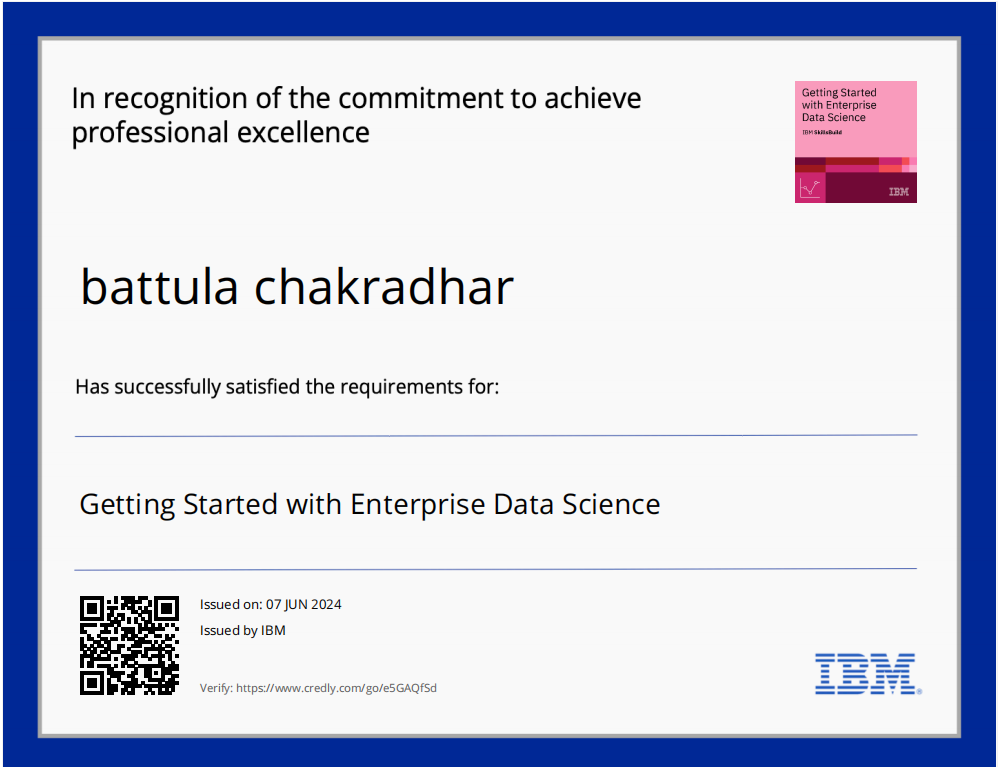 In recognition of the commitment to achieve
professional excellence
Getting Started
with Enterprise
Data Science
IBM SkillsBuild
IBM
battula chakradhar
Has successfully satisfied the requirements for:
Getting Started with Enterprise Data Science
Issued on: 07 JUN 2024
Issued by IBM
Verify: https://www.credly.com/go/e5GAQfSd
IBM®